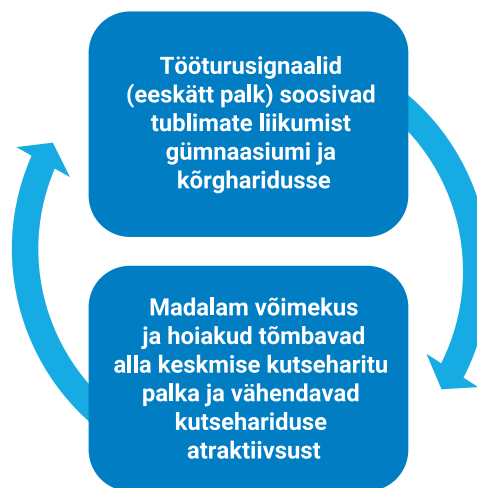 Tööturusignaalid
(eeskätt palk) soosivad
tublimate liikumist
gümnaasiumi ja
kõrgharidusse
Madalam võimekus
ja hoiakud tõmbavad
alla keskmise kutseharitu
palka ja vähendavad
kutsehariduse
atraktiivsust